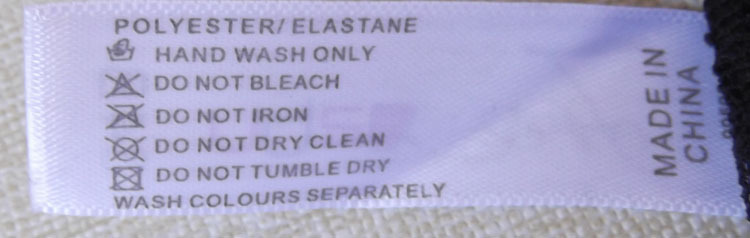 POLYESTER/ ELASTANE
HAND WASH ONLY
DO NOT BLEACH
DO NOT IRON
DO NOT DRY CLEAN
DO NOT TUMBLE DRY
WASH COLOURS SEPARATELY
MADE IN
CHINA